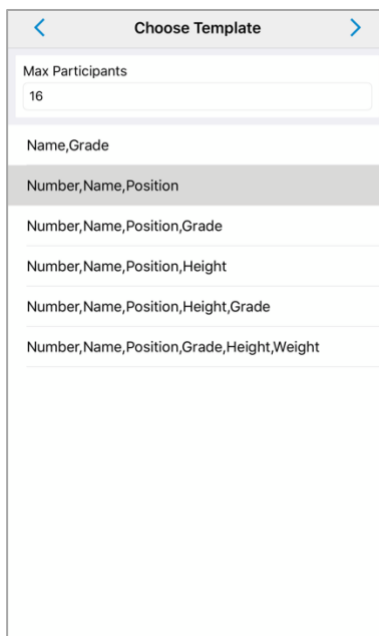 Choose Template
Max Participants
16
Name,Grade
Number,Name,Position
Number,Name,Position,Grade
Number,Name,Position,Height
Number,Name,Position,Height,Grade
Number,Name,Position,Grade,Height,Weight